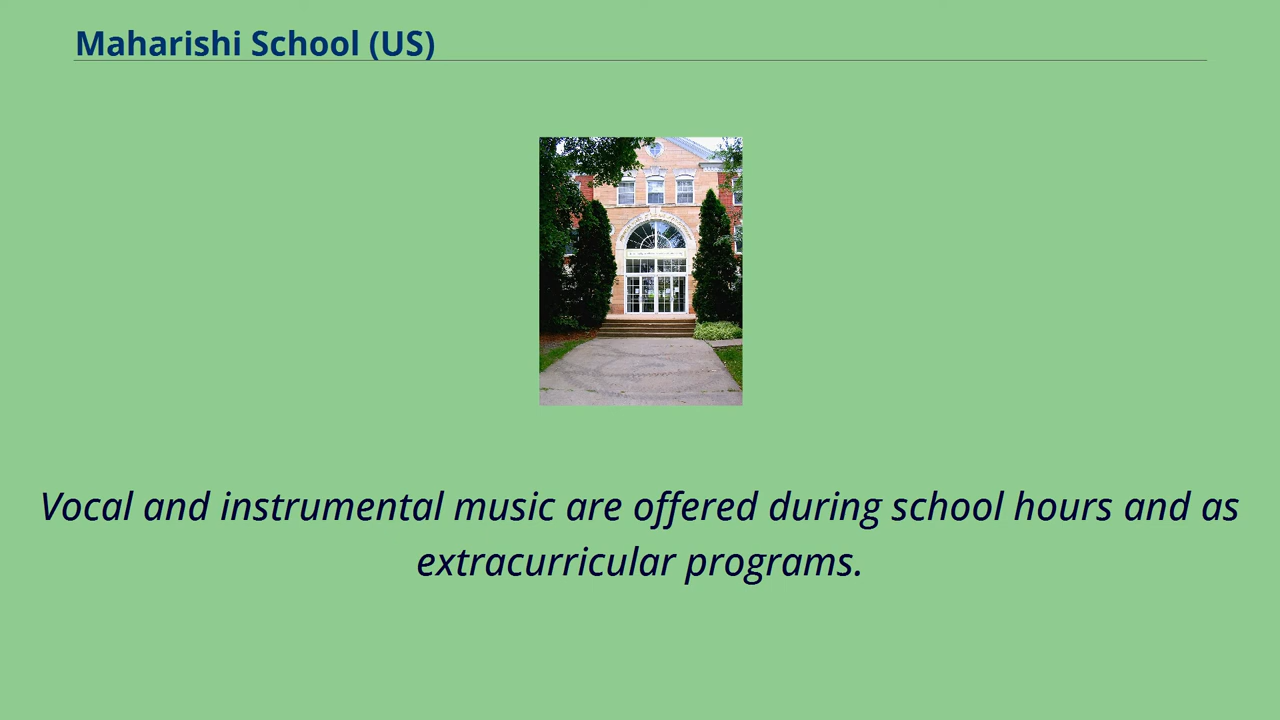 Maharishi School (US)
Vocal and instrumental music are offered during school hours and as
extracurricular programs.